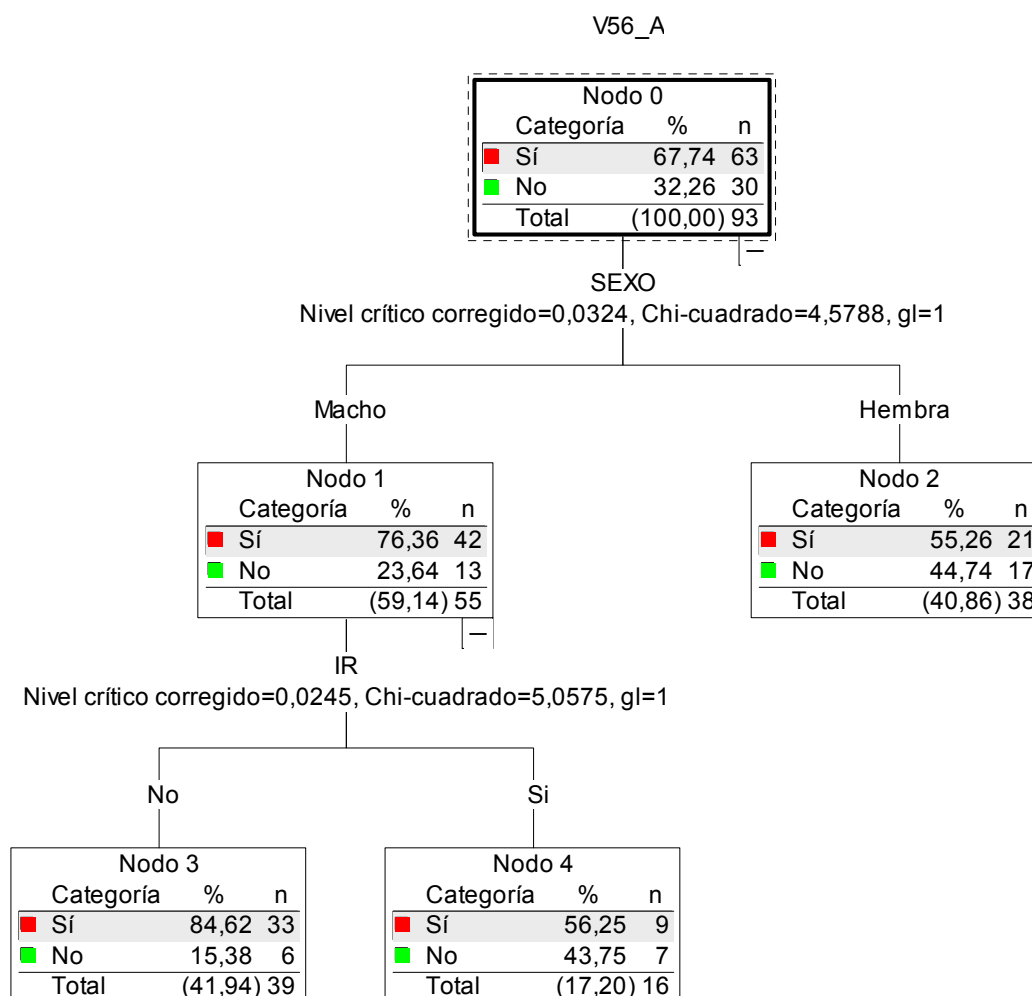 V56_A
Nodo 0
Categoría % n
Sí 67,74 63
No 32,26 30
Total (100,00) 93
SEXO
Nivel crítico corregido=0,0324, Chi-cuadrado=4,5788, gl=1
Macho Hembra
Nodo 1
Categoría % n
Sí 76,36 42
No 23,64 13
Total (59,14) 55
Nodo 2
Categoría % n
Sí 55,26 21
No 44,74 17
Total (40,86) 38
IR
Nivel crítico corregido=0,0245, Chi-cuadrado=5,0575, gl=1
No Si
Nodo 3
Categoría % n
Sí 84,62 33
No 15,38 6
Total (41,94) 39
Nodo 4
Categoría % n
Sí 56,25 9
No 43,75 7
Total (17,20) 16